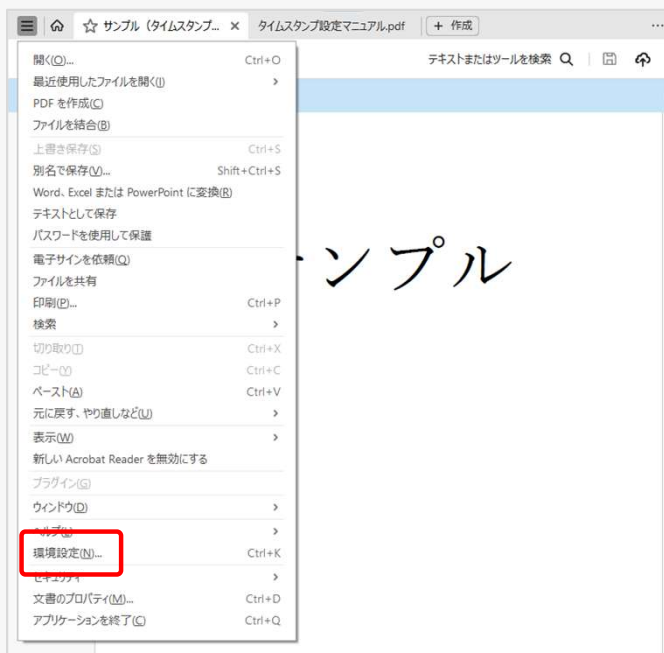 サンプル（タイムスタンプ... × タイムスタンプ設定マニュアル.pdf + 作成 ...
テキストまたはツールを検索
開く(O)... Ctrl+O
最近使用したファイルを開く(I) >
PDF を作成(C)
ファイルを結合(B)
上書き保存(S) Ctrl+S
別名で保存(V)... Shift+Ctrl+S
Word、Excel または PowerPoint に変換(R)
テキストとして保存
パスワードを使用して保護
電子サインを依頼(Q)
ファイルを共有
印刷(P)... Ctrl+P
検索 >
切り取り(T) Ctrl+X
コピー(Y) Ctrl+C
ペースト(A) Ctrl+V
元に戻す、やり直しなど(U) >
表示(W) >
新しい Acrobat Reader を無効にする
プラグイン(G)
ウィンドウ(D) >
ヘルプ(L) >
環境設定(N)... Ctrl+K
セキュリティ >
文書のプロパティ(M)... Ctrl+D
アプリケーションを終了(C) Ctrl+Q
ンプル